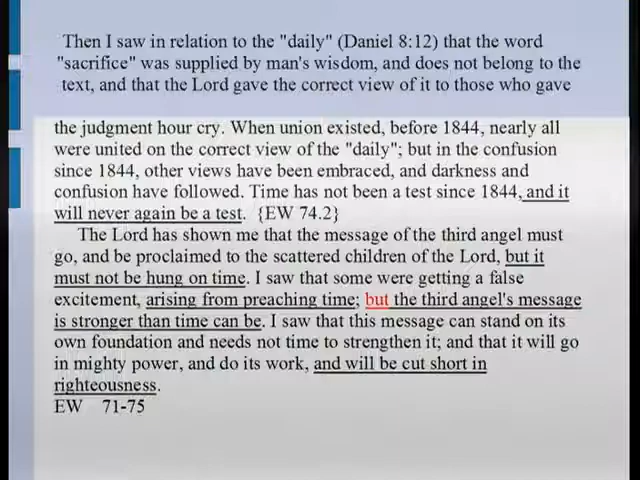 Then I saw in relation to the "daily" (Daniel 8:12) that the word
"sacrifice" was supplied by man's wisdom, and does not belong to the
text, and that the Lord gave the correct view of it to those who gave
the judgment hour cry. When union existed, before 1844, nearly all
were united on the correct view of the "daily"; but in the confusion
since 1844, other views have been embraced, and darkness and
confusion have followed. Time has not been a test since 1844, and it
will never again be a test. {EW 74.2}
The Lord has shown me that the message of the third angel must
go, and be proclaimed to the scattered children of the Lord, but it
must not be hung on time. I saw that some were getting a false
excitement, arising from preaching time; but the third angel's message
is stronger than time can be. I saw that this message can stand on its
own foundation and needs not time to strengthen it; and that it will go
in mighty power, and do its work, and will be cut short in
righteousness.
EW 71-75